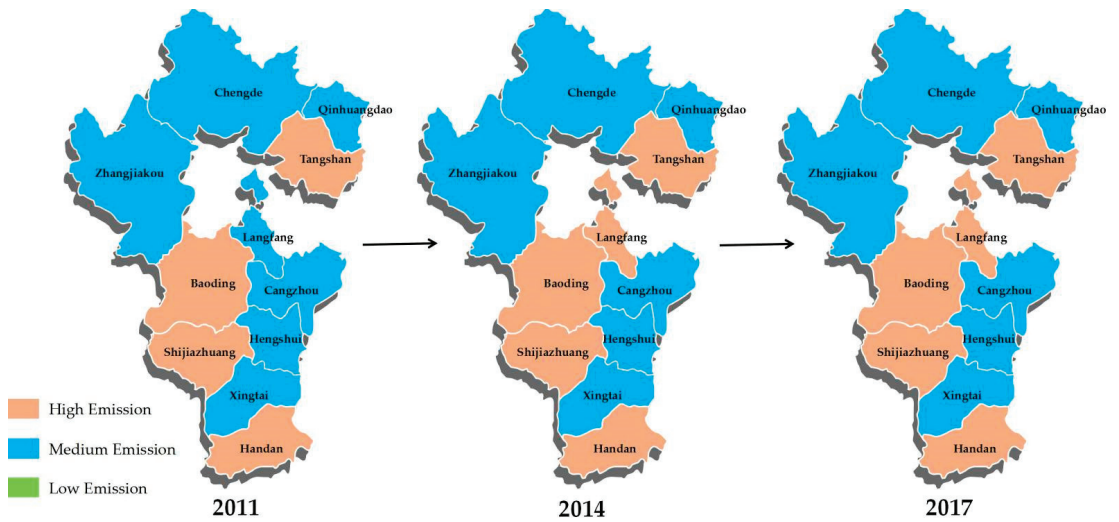 Chengde
Qinhuangdao
Tangshan
Zhangjiakou
Langfang
Baoding
Cangzhou
Hengshui
Shijiazhuang
Xingtai
Handan
2011
Chengde
Qinhuangdao
Tangshan
Zhangjiakou
Langfang
Baoding
Cangzhou
Hengshui
Shijiazhuang
Xingtai
Handan
2014
Chengde
Qinhuangdao
Tangshan
Zhangjiakou
Langfang
Baoding
Cangzhou
Hengshui
Shijiazhuang
Xingtai
Handan
2017
High Emission
Medium Emission
Low Emission